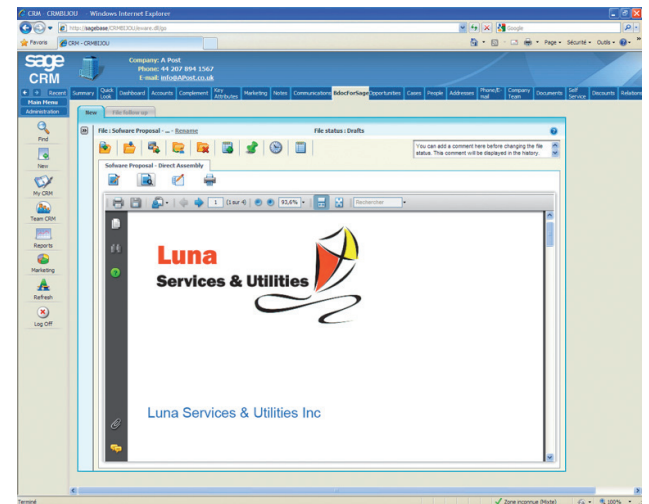 CRM - CRMBIJOU Windows Internet Explorer
http://sagebase/CRMBIJOU/eware.dll/go
Google
Favoris CRM - CRMBIJOU
Page Sécurité Outils
sage
CRM
Company: A Post
Phone: 44 207 894 1567
E-mail: info@APost.co.uk
Recent Summary Quick Look Dashboard Accounts Complement Key Attributes Marketing Notes Communications BdocForSage Opportunities Cases People Addresses Phone/E-mail Company Team Documents Self Service Discounts Relations
Main Menu
Administration
New File follow up
File : Sofware Proposal - ... - Rename File status : Drafts
You can add a comment here before changing the file status. This comment will be displayed in the history.
Find
New
My CRM
Team CRM
Reports
Marketing
Refresh
Log Off
Sofware Proposal - Direct Assembly
1 (1 sur 4) 93,4% Rechercher
Luna
Services & Utilities
Luna Services & Utilities Inc
Terminé Zone inconnue (Mixte) 100%